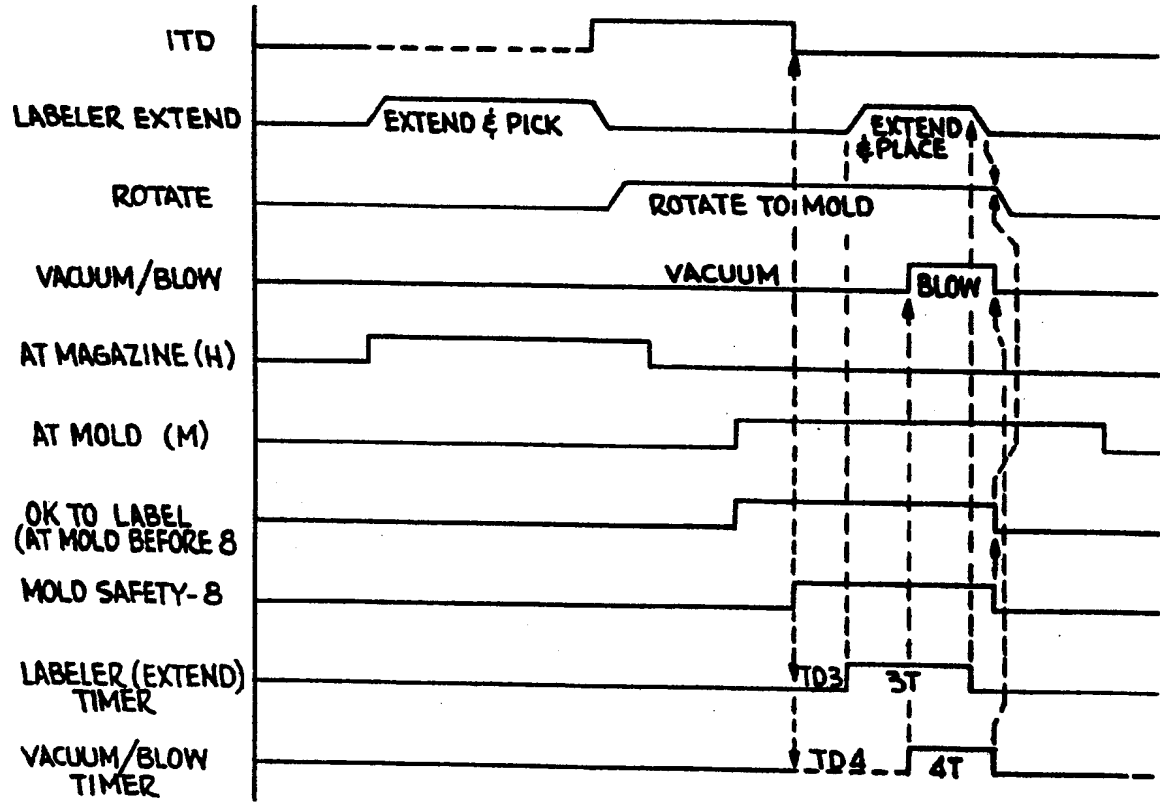 ITD
LABELER EXTEND
EXTEND & PICK
EXTEND
& PLACE
ROTATE
ROTATE TO MOLD
VACUUM/BLOW
VACUUM
BLOW
AT MAGAZINE (H)
AT MOLD (M)
OK TO LABEL
(AT MOLD BEFORE 8
MOLD SAFETY-8
LABELER (EXTEND)
TIMER
TD3
3T
VACUUM/BLOW
TIMER
TD4
4T